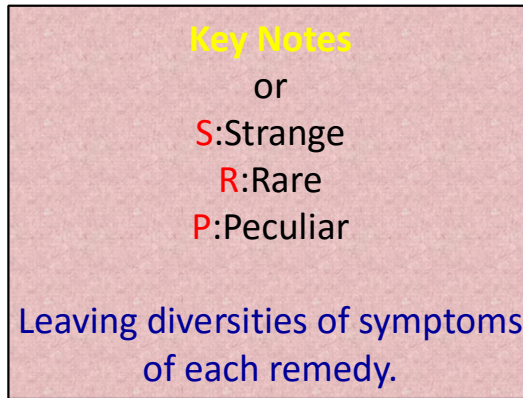 Key Notes
or
S:Strange
R:Rare
P:Peculiar
Leaving diversities of symptoms
of each remedy.